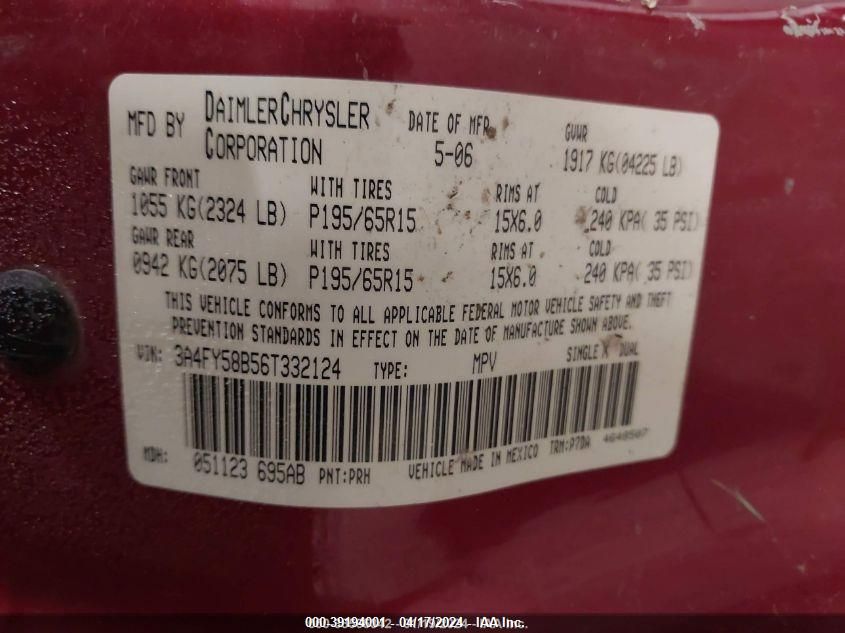 MFD BY DAIMLERCHRYSLER CORPORATION
DATE OF MFR 5-06
GVWR 1917 KG(04225 LB)
GAWR FRONT WITH TIRES RIMS AT COLD
1055 KG(2324 LB) P195/65R15 15X6.0 240 KPA( 35 PSI)
GAWR REAR WITH TIRES RIMS AT COLD
0942 KG(2075 LB) P195/65R15 15X6.0 240 KPA( 35 PSI)
THIS VEHICLE CONFORMS TO ALL APPLICABLE FEDERAL MOTOR VEHICLE SAFETY AND THEFT
PREVENTION STANDARDS IN EFFECT ON THE DATE OF MANUFACTURE SHOWN ABOVE.
VIN: 3A4FY58B56T332124 TYPE: MPV SINGLE X DUAL
MDH: 051123 695AB PNT:PRH VEHICLE MADE IN MEXICO TRM:P7DA 4648507
000-39194001 04/17/2024 IAA Inc.